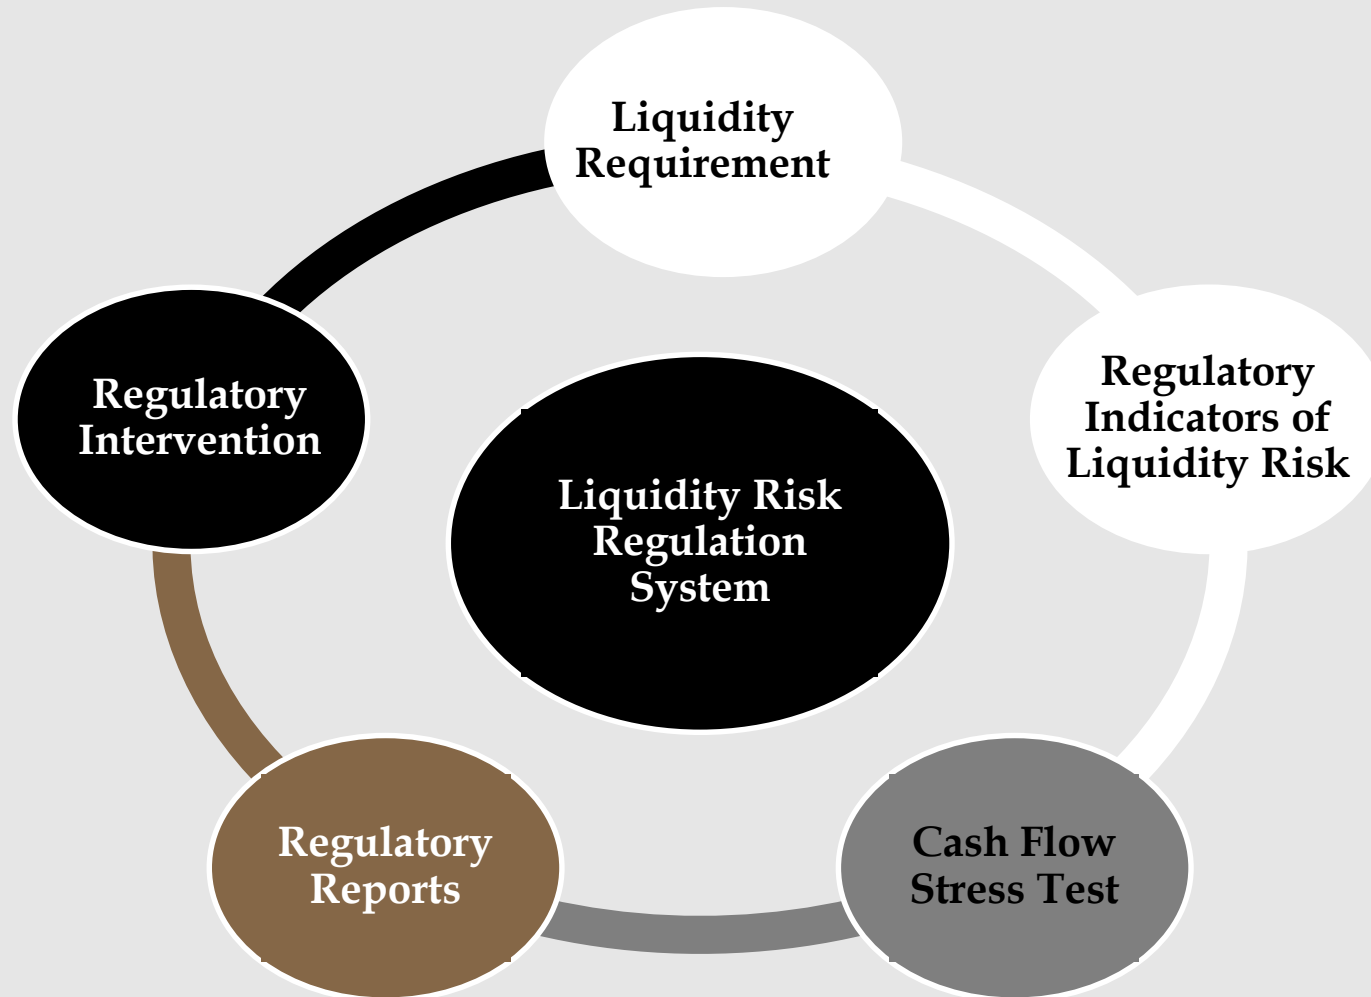 Liquidity
Requirement
Regulatory
Indicators of
Liquidity Risk
Cash Flow
Stress Test
Regulatory
Reports
Regulatory
Intervention
Liquidity Risk
Regulation
System